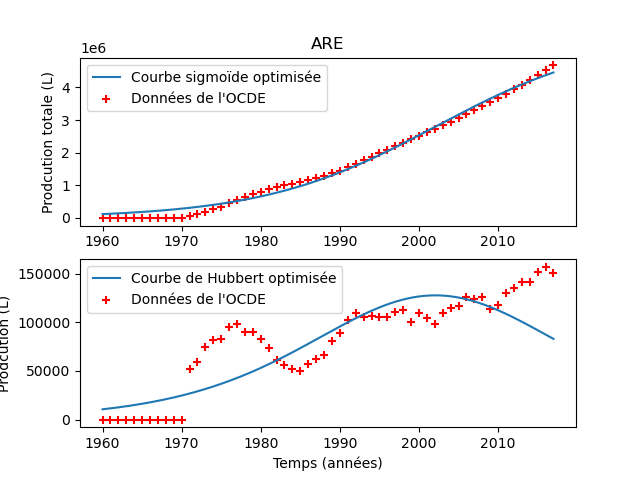 ARE
1e6
Courbe sigmoïde optimisée
Données de l'OCDE
Prodcution totale (L)
4
3
2
1
0
1960 1970 1980 1990 2000 2010
Courbe de Hubbert optimisée
Données de l'OCDE
Prodcution (L)
150000
100000
50000
0
1960 1970 1980 1990 2000 2010
Temps (années)